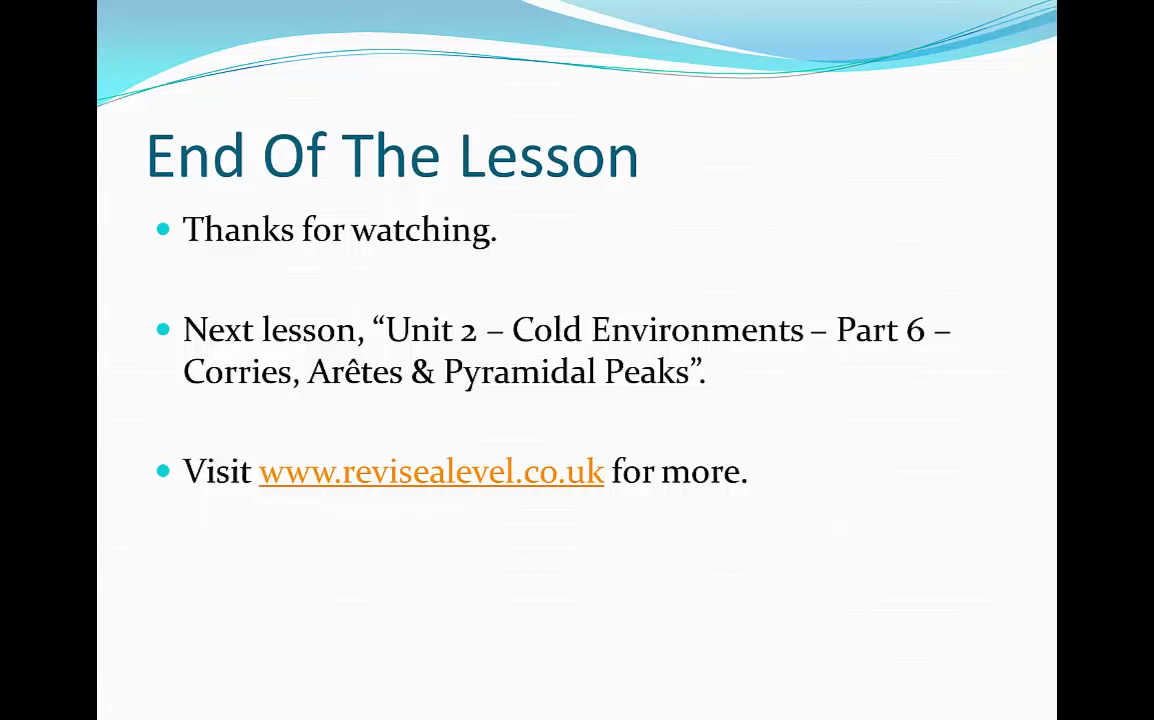 End Of The Lesson
Thanks for watching.
Next lesson, “Unit 2 – Cold Environments – Part 6 –
Corries, Arêtes & Pyramidal Peaks”.
Visit www.revisealevel.co.uk for more.